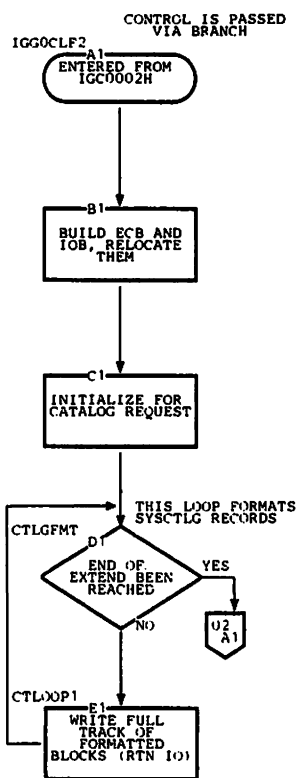 CONTROL IS PASSED
VIA BRANCH
IGG0CLF2
A1
ENTERED FROM
IGC0002H
B1
BUILD ECB AND
IOB, RELOCATE
THEM
C1
INITIALIZE FOR
CATALOG REQUEST
THIS LOOP FORMATS
SYSCTLG RECORDS
CTLGFMT
D1
END OF
EXTEND BEEN
REACHED
YES
02
A1
NO
CTLOOP1
E1
WRITE FULL
TRACK OF
FORMATTED
BLOCKS (RTN IO)